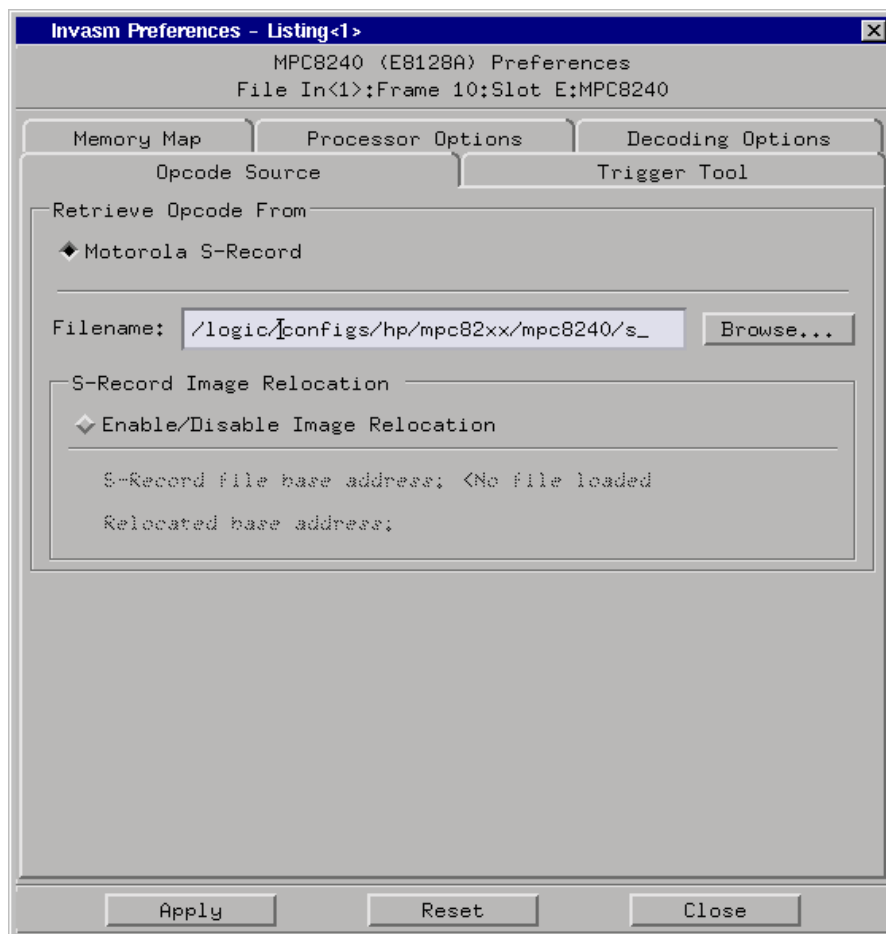 Invasm Preferences - Listing<1>
MPC8240 (E8128A) Preferences
File In<1>:Frame 10:Slot E:MPC8240
Memory Map Processor Options Decoding Options
Opcode Source Trigger Tool
Retrieve Opcode From
Motorola S-Record
Filename: /logic/configs/hp/mpc82xx/mpc8240/s_ Browse...
S-Record Image Relocation
Enable/Disable Image Relocation
S-Record file base address: <No file loaded
Relocated base address:
Apply Reset Close